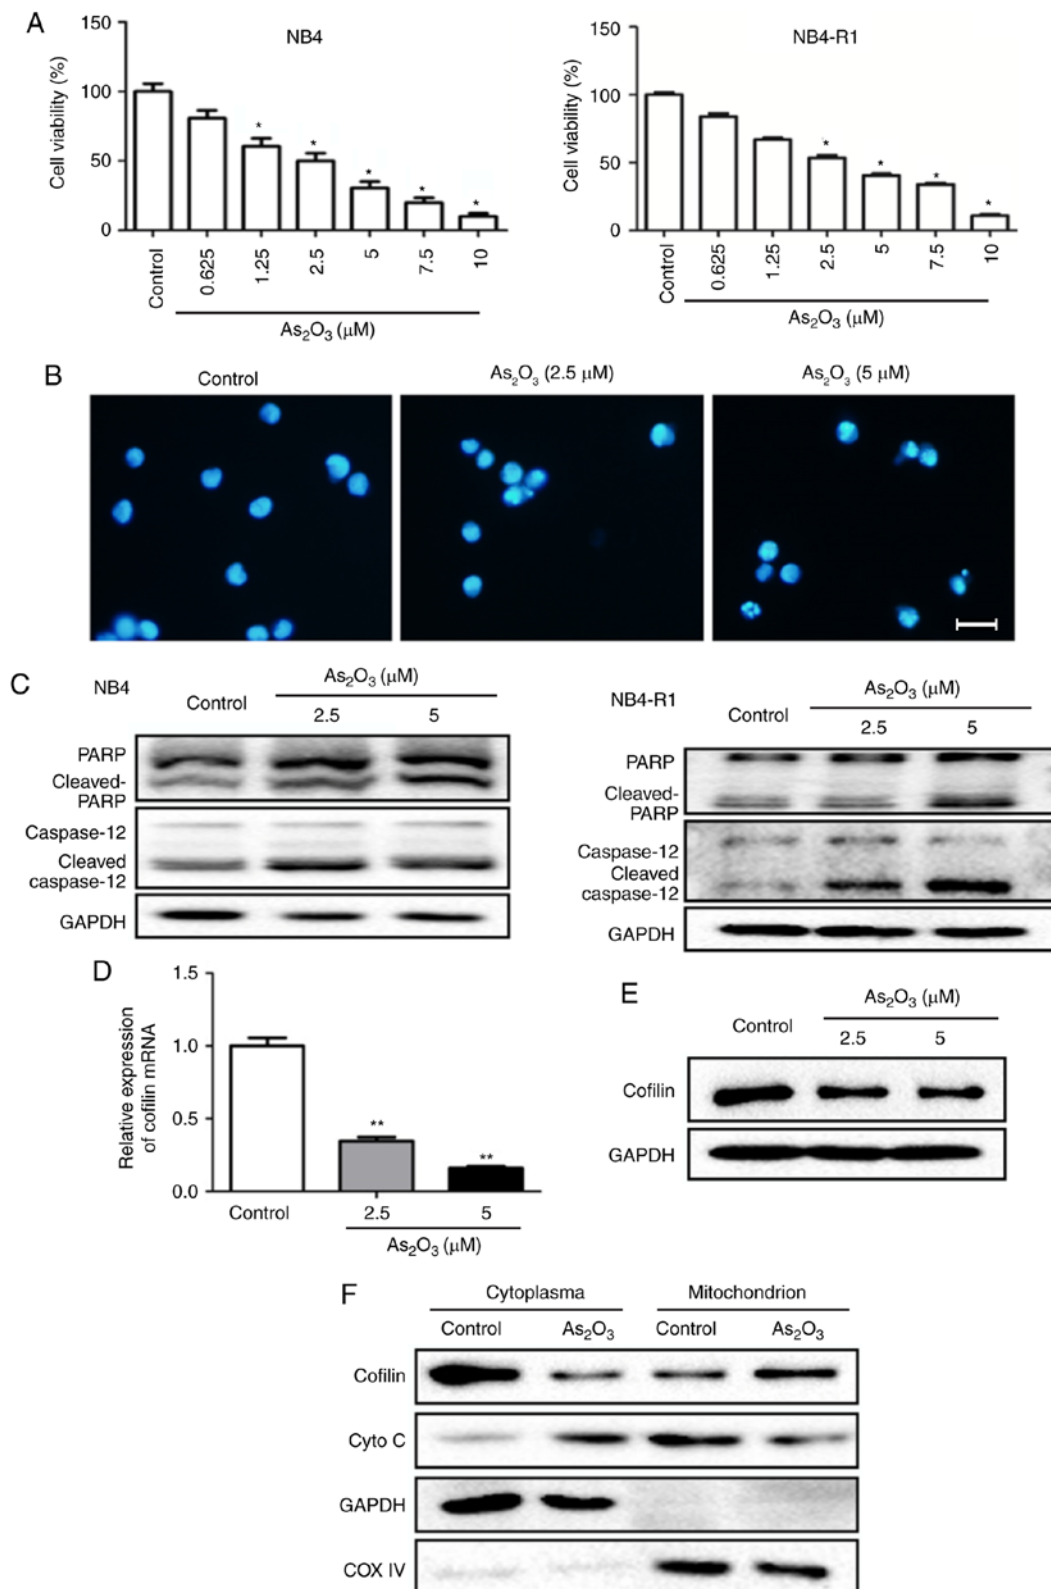 A
NB4
Cell viability (%)
150
100
50
0
Control
0.625
1.25
2.5
5
7.5
10
*
*
*
*
*
As₂O₃ (μM)
NB4-R1
Cell viability (%)
150
100
50
0
Control
0.625
1.25
2.5
5
7.5
10
*
*
*
*
As₂O₃ (μM)
B
Control
As₂O₃ (2.5 μM)
As₂O₃ (5 μM)
C
NB4
Control
As₂O₃ (μM)
2.5
5
PARP
Cleaved-
PARP
Caspase-12
Cleaved
caspase-12
GAPDH
NB4-R1
Control
As₂O₃ (μM)
2.5
5
PARP
Cleaved-
PARP
Caspase-12
Cleaved
caspase-12
GAPDH
D
Relative expression
of cofilin mRNA
1.5
1.0
0.5
0.0
**
**
Control
2.5
5
As₂O₃ (μM)
E
Control
As₂O₃ (μM)
2.5
5
Cofilin
GAPDH
F
Cytoplasma
Mitochondrion
Control
As₂O₃
Control
As₂O₃
Cofilin
Cyto C
GAPDH
COX IV